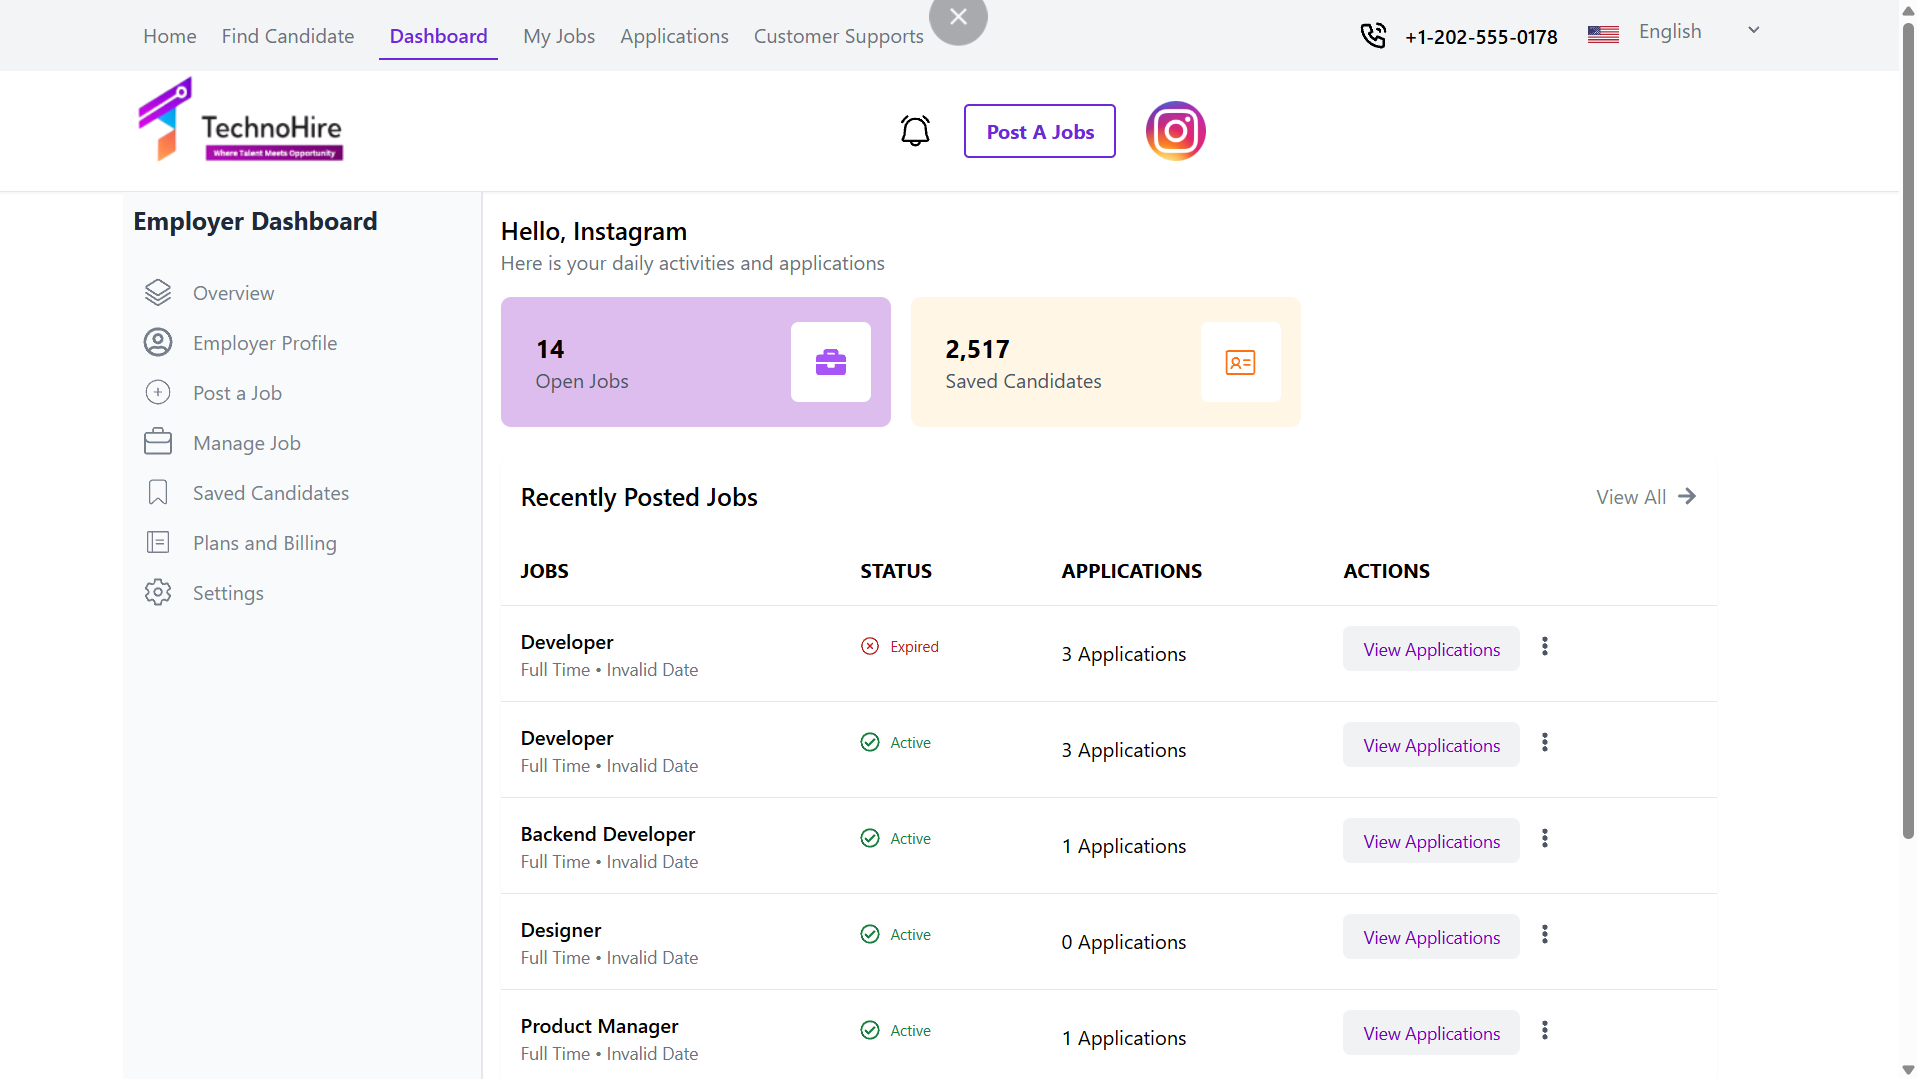 Home Find Candidate Dashboard My Jobs Applications Customer Supports +1-202-555-0178 English
TechnoHire
Where Talent Meets Opportunity
Post A Jobs
Employer Dashboard
Overview
Employer Profile
Post a Job
Manage Job
Saved Candidates
Plans and Billing
Settings
Hello, Instagram
Here is your daily activities and applications
14
Open Jobs
2,517
Saved Candidates
Recently Posted Jobs View All
JOBS STATUS APPLICATIONS ACTIONS
Developer
Full Time • Invalid Date
Expired
3 Applications
View Applications
Developer
Full Time • Invalid Date
Active
3 Applications
View Applications
Backend Developer
Full Time • Invalid Date
Active
1 Applications
View Applications
Designer
Full Time • Invalid Date
Active
0 Applications
View Applications
Product Manager
Full Time • Invalid Date
Active
1 Applications
View Applications